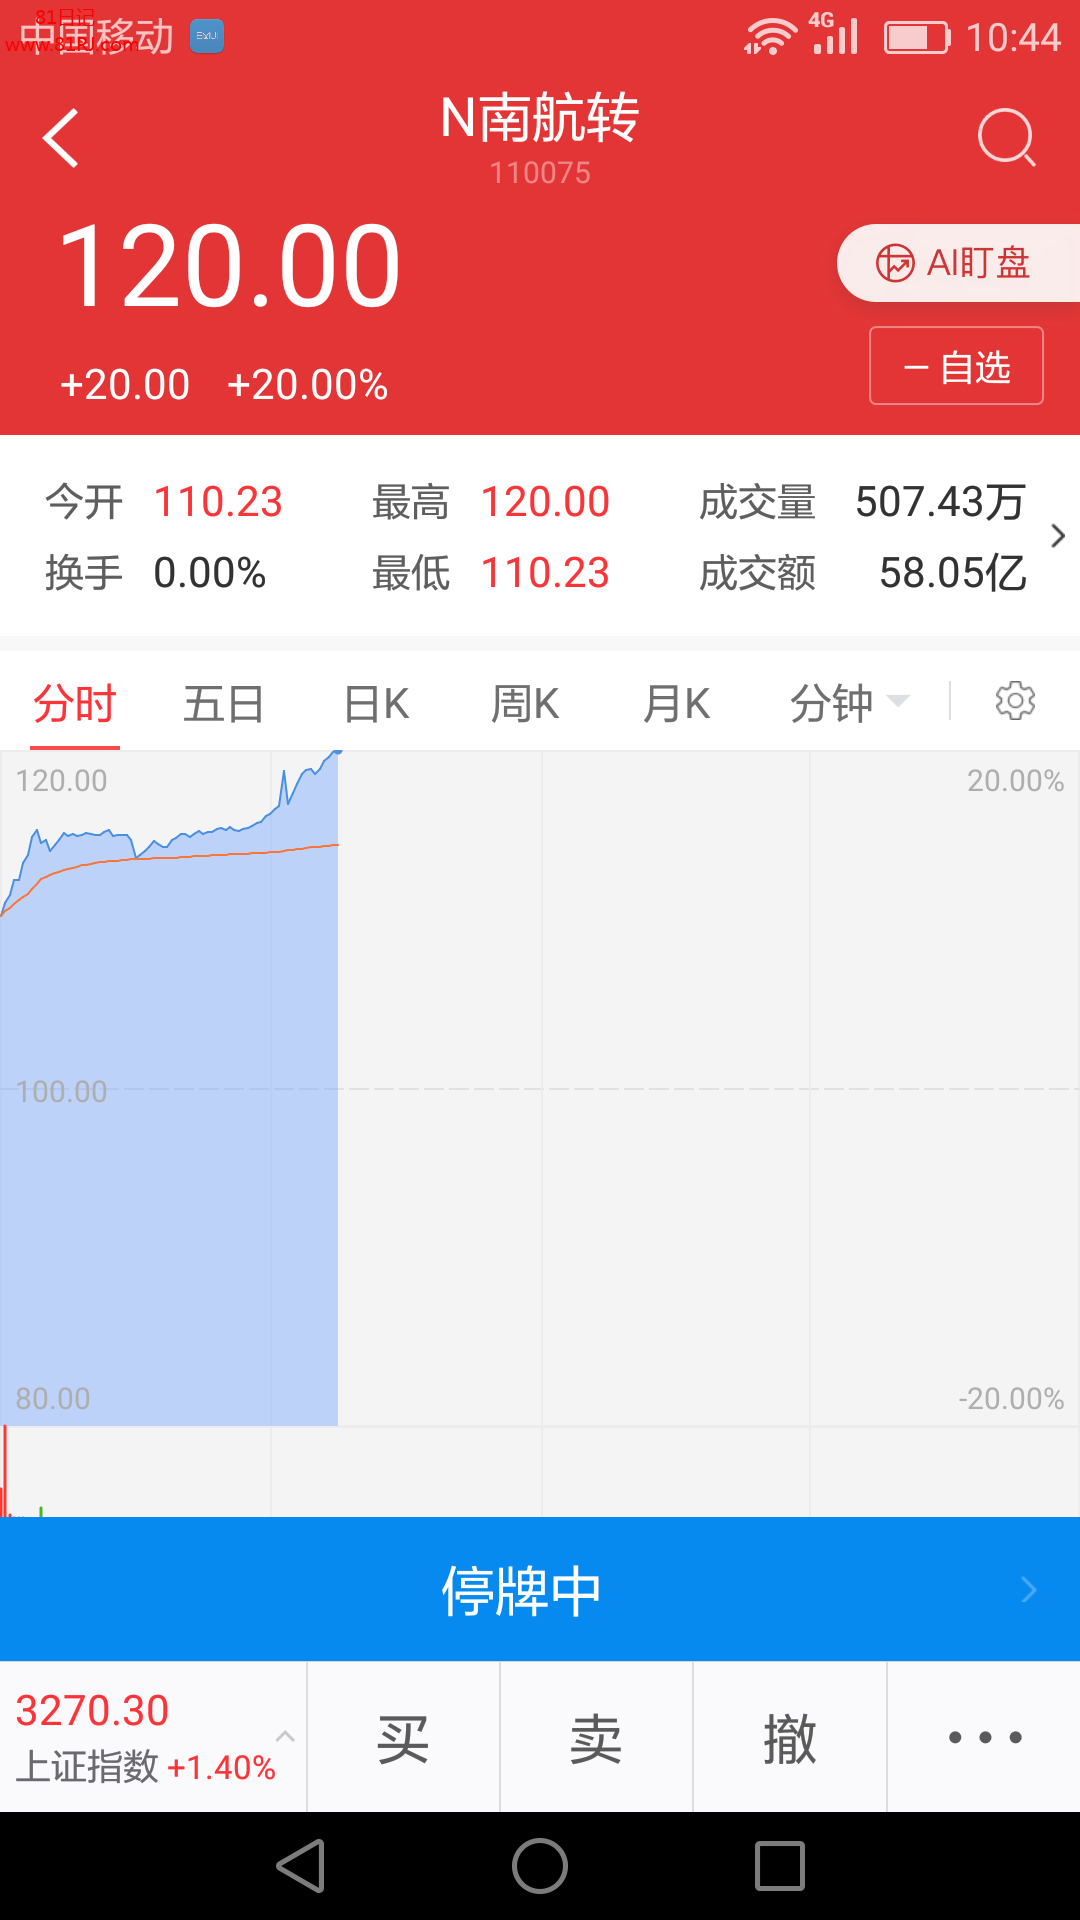 81日记
中国移动 EMUI 4G 10:44
www.81RJ.com
N南航转
110075
120.00
AI盯盘
+20.00 +20.00%
自选
今开 110.23 最高 120.00 成交量 507.43万
换手 0.00% 最低 110.23 成交额 58.05亿
分时 五日 日K 周K 月K 分钟
120.00 20.00%
100.00
80.00 -20.00%
停牌中
3270.30
上证指数 +1.40%
买 卖 撤